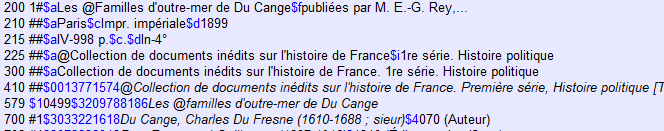 200 1#$aLes @Familles d'outre-mer de Du Cange$fpubliées par M. E.-G. Rey,...
210 ##$aParis$cImpr. impériale$d1899
215 ##$aIV-998 p.$c.$dIn-4°
225 ##$a@Collection de documents inédits sur l'histoire de France$i1re série. Histoire politique
300 ##$aCollection de documents inédits sur l'histoire de France. 1re série. Histoire politique
410 ##$0013771574@Collection de documents inédits sur l'histoire de France. Première série, Histoire politique [T
579 $10499$3209788186Les @familles d'outre-mer de Du Cange
700 #1$3033221618Du Cange, Charles Du Fresne (1610-1688 ; sieur)$4070 (Auteur)